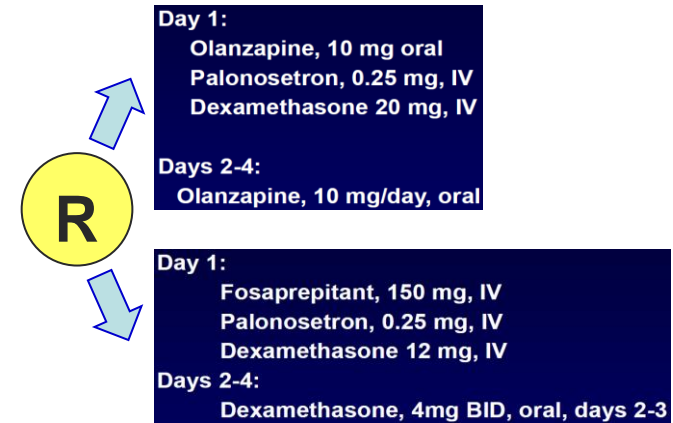 Day 1:
Olanzapine, 10 mg oral
Palonosetron, 0.25 mg, IV
Dexamethasone 20 mg, IV
Days 2-4:
Olanzapine, 10 mg/day, oral
R
Day 1:
Fosaprepitant, 150 mg, IV
Palonosetron, 0.25 mg, IV
Dexamethasone 12 mg, IV
Days 2-4:
Dexamethasone, 4mg BID, oral, days 2-3